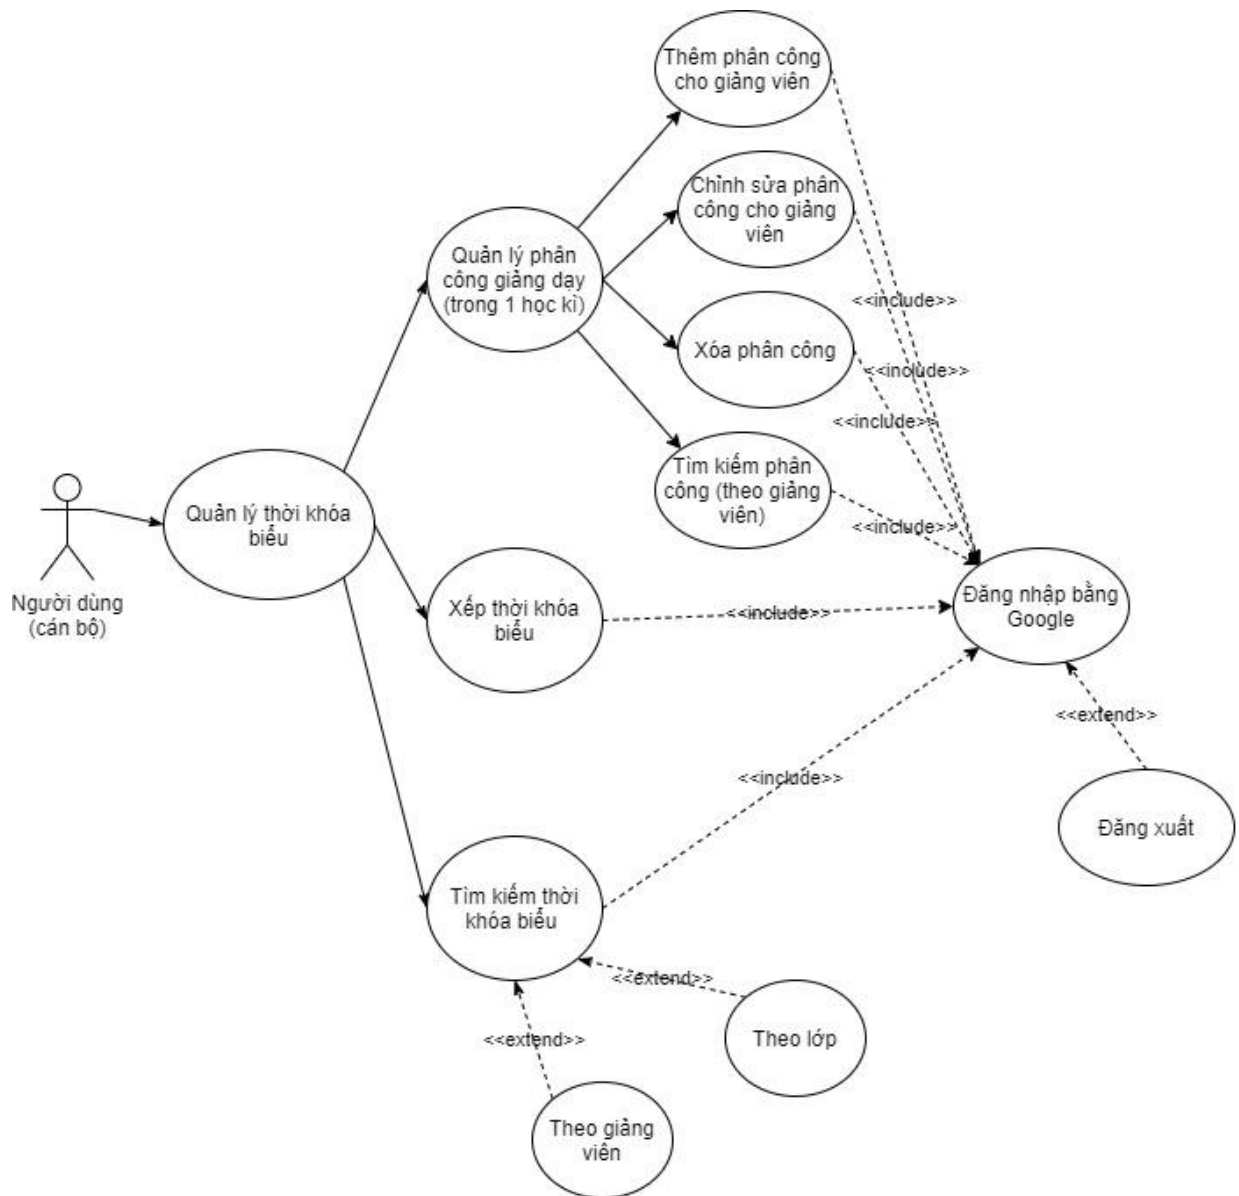 Thêm phân công
cho giảng viên
Chỉnh sửa phân
công cho giảng
viên
Quản lý phân
công giảng dạy
(trong 1 học kì)
<<include>>
Xóa phân công
<<include>>
<<include>>
Tìm kiếm phân
công (theo giảng
viên)
<<include>>
Quản lý thời khóa
biểu
Người dùng
(cán bộ)
Xếp thời khóa
biểu
<<include>>
Đăng nhập bằng
Google
<<extend>>
<<include>>
Đăng xuất
Tìm kiếm thời
khóa biểu
<<extend>>
<<extend>>
Theo lớp
Theo giảng
viên